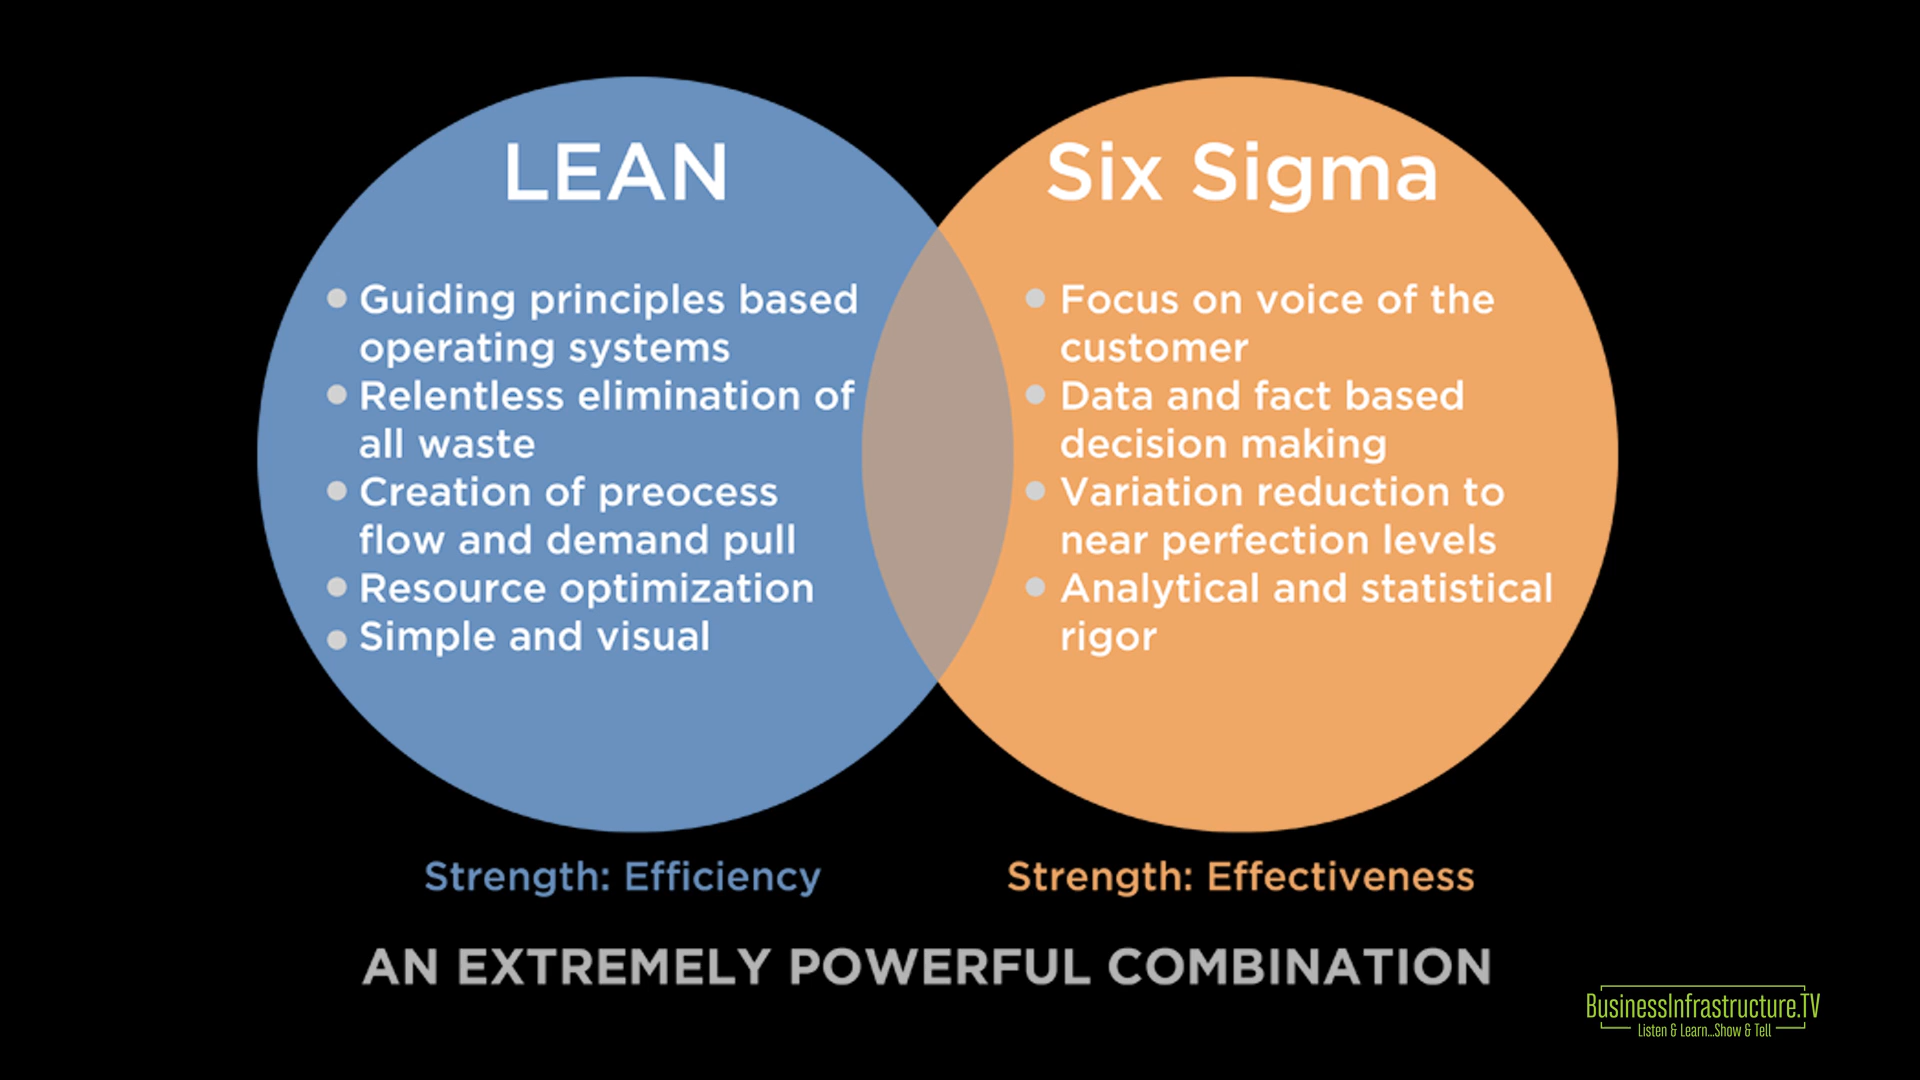 LEAN
Guiding principles based
operating systems
Relentless elimination of
all waste
Creation of preocess
flow and demand pull
Resource optimization
Simple and visual
Six Sigma
Focus on voice of the
customer
Data and fact based
decision making
Variation reduction to
near perfection levels
Analytical and statistical
rigor
Strength: Efficiency
Strength: Effectiveness
AN EXTREMELY POWERFUL COMBINATION
BusinessInfrastructure.TV
Listen & Learn...Show & Tell